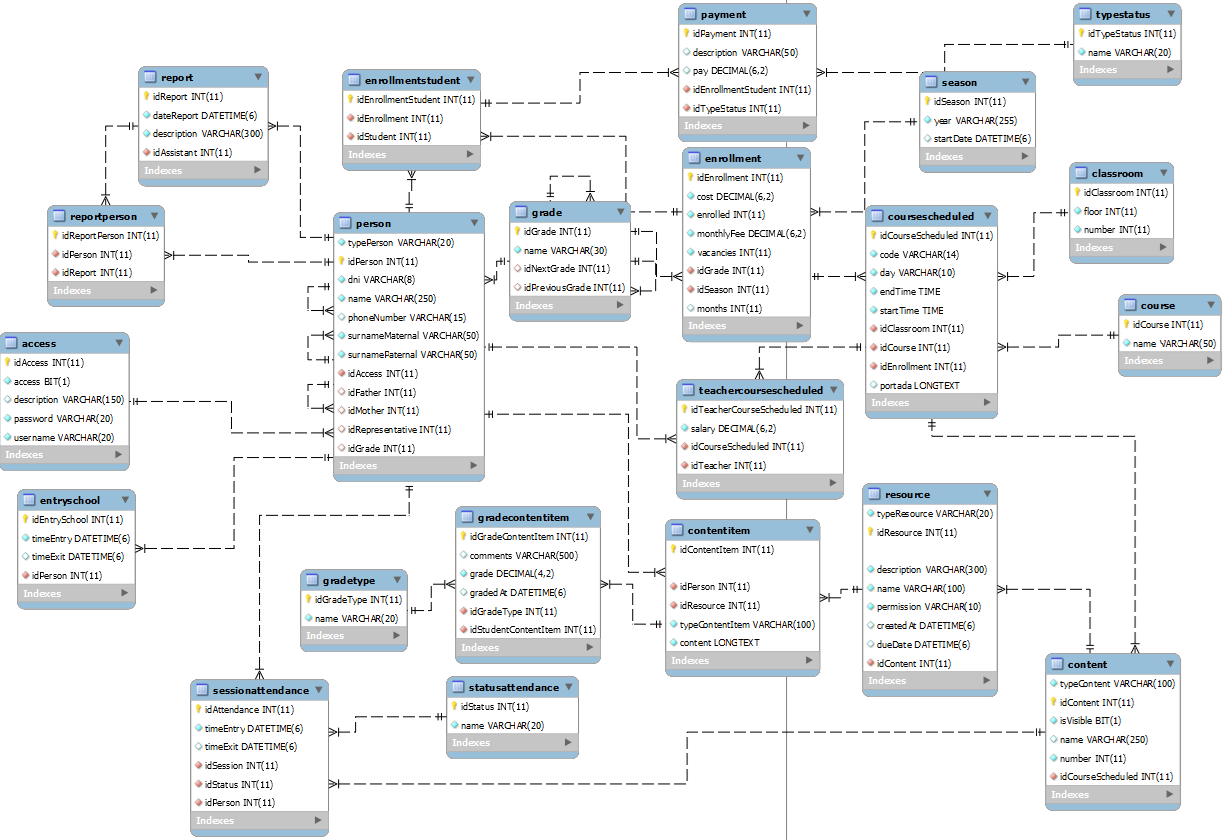 payment
idPayment INT(11)
description VARCHAR(50)
pay DECIMAL(6,2)
idEnrollmentStudent INT(11)
idTypeStatus INT(11)
Indexes
typestatus
idTypeStatus INT(11)
name VARCHAR(20)
Indexes
report
idReport INT(11)
dateReport DATETIME(6)
description VARCHAR(300)
idAssistant INT(11)
Indexes
enrollmentstudent
idEnrollmentStudent INT(11)
idEnrollment INT(11)
idStudent INT(11)
Indexes
season
idSeason INT(11)
year VARCHAR(255)
startDate DATETIME(6)
Indexes
enrollment
idEnrollment INT(11)
cost DECIMAL(6,2)
enrolled INT(11)
monthlyFee DECIMAL(6,2)
vacancies INT(11)
idGrade INT(11)
idSeason INT(11)
months INT(11)
Indexes
classroom
idClassroom INT(11)
floor INT(11)
number INT(11)
Indexes
reportperson
idReportPerson INT(11)
idPerson INT(11)
idReport INT(11)
Indexes
person
typePerson VARCHAR(20)
idPerson INT(11)
dni VARCHAR(8)
name VARCHAR(250)
phoneNumber VARCHAR(15)
surnameMaternal VARCHAR(50)
surnamePaternal VARCHAR(50)
idAccess INT(11)
idFather INT(11)
idMother INT(11)
idRepresentative INT(11)
idGrade INT(11)
Indexes
grade
idGrade INT(11)
name VARCHAR(30)
idNextGrade INT(11)
idPreviousGrade INT(11)
Indexes
coursescheduled
idCourseScheduled INT(11)
code VARCHAR(14)
day VARCHAR(10)
endTime TIME
startTime TIME
idClassroom INT(11)
idCourse INT(11)
idEnrollment INT(11)
portada LONGTEXT
Indexes
course
idCourse INT(11)
name VARCHAR(50)
Indexes
access
idAccess INT(11)
access BIT(1)
description VARCHAR(150)
password VARCHAR(20)
username VARCHAR(20)
Indexes
teachercoursescheduled
idTeacherCourseScheduled INT(11)
salary DECIMAL(6,2)
idCourseScheduled INT(11)
idTeacher INT(11)
Indexes
entryschool
idEntrySchool INT(11)
timeEntry DATETIME(6)
timeExit DATETIME(6)
idPerson INT(11)
Indexes
gradecontentitem
idGradeContentItem INT(11)
comments VARCHAR(500)
grade DECIMAL(4,2)
gradedAt DATETIME(6)
idGradeType INT(11)
idStudentContentItem INT(11)
Indexes
contentitem
idContentItem INT(11)
idPerson INT(11)
idResource INT(11)
typeContentItem VARCHAR(100)
content LONGTEXT
Indexes
resource
typeResource VARCHAR(20)
idResource INT(11)
description VARCHAR(300)
name VARCHAR(100)
permission VARCHAR(10)
createdAt DATETIME(6)
dueDate DATETIME(6)
idContent INT(11)
Indexes
gradetype
idGradeType INT(11)
name VARCHAR(20)
Indexes
sessionattendance
idAttendance INT(11)
timeEntry DATETIME(6)
timeExit DATETIME(6)
idSession INT(11)
idStatus INT(11)
idPerson INT(11)
Indexes
statusattendance
idStatus INT(11)
name VARCHAR(20)
Indexes
content
typeContent VARCHAR(100)
idContent INT(11)
isVisible BIT(1)
name VARCHAR(250)
number INT(11)
idCourseScheduled INT(11)
Indexes